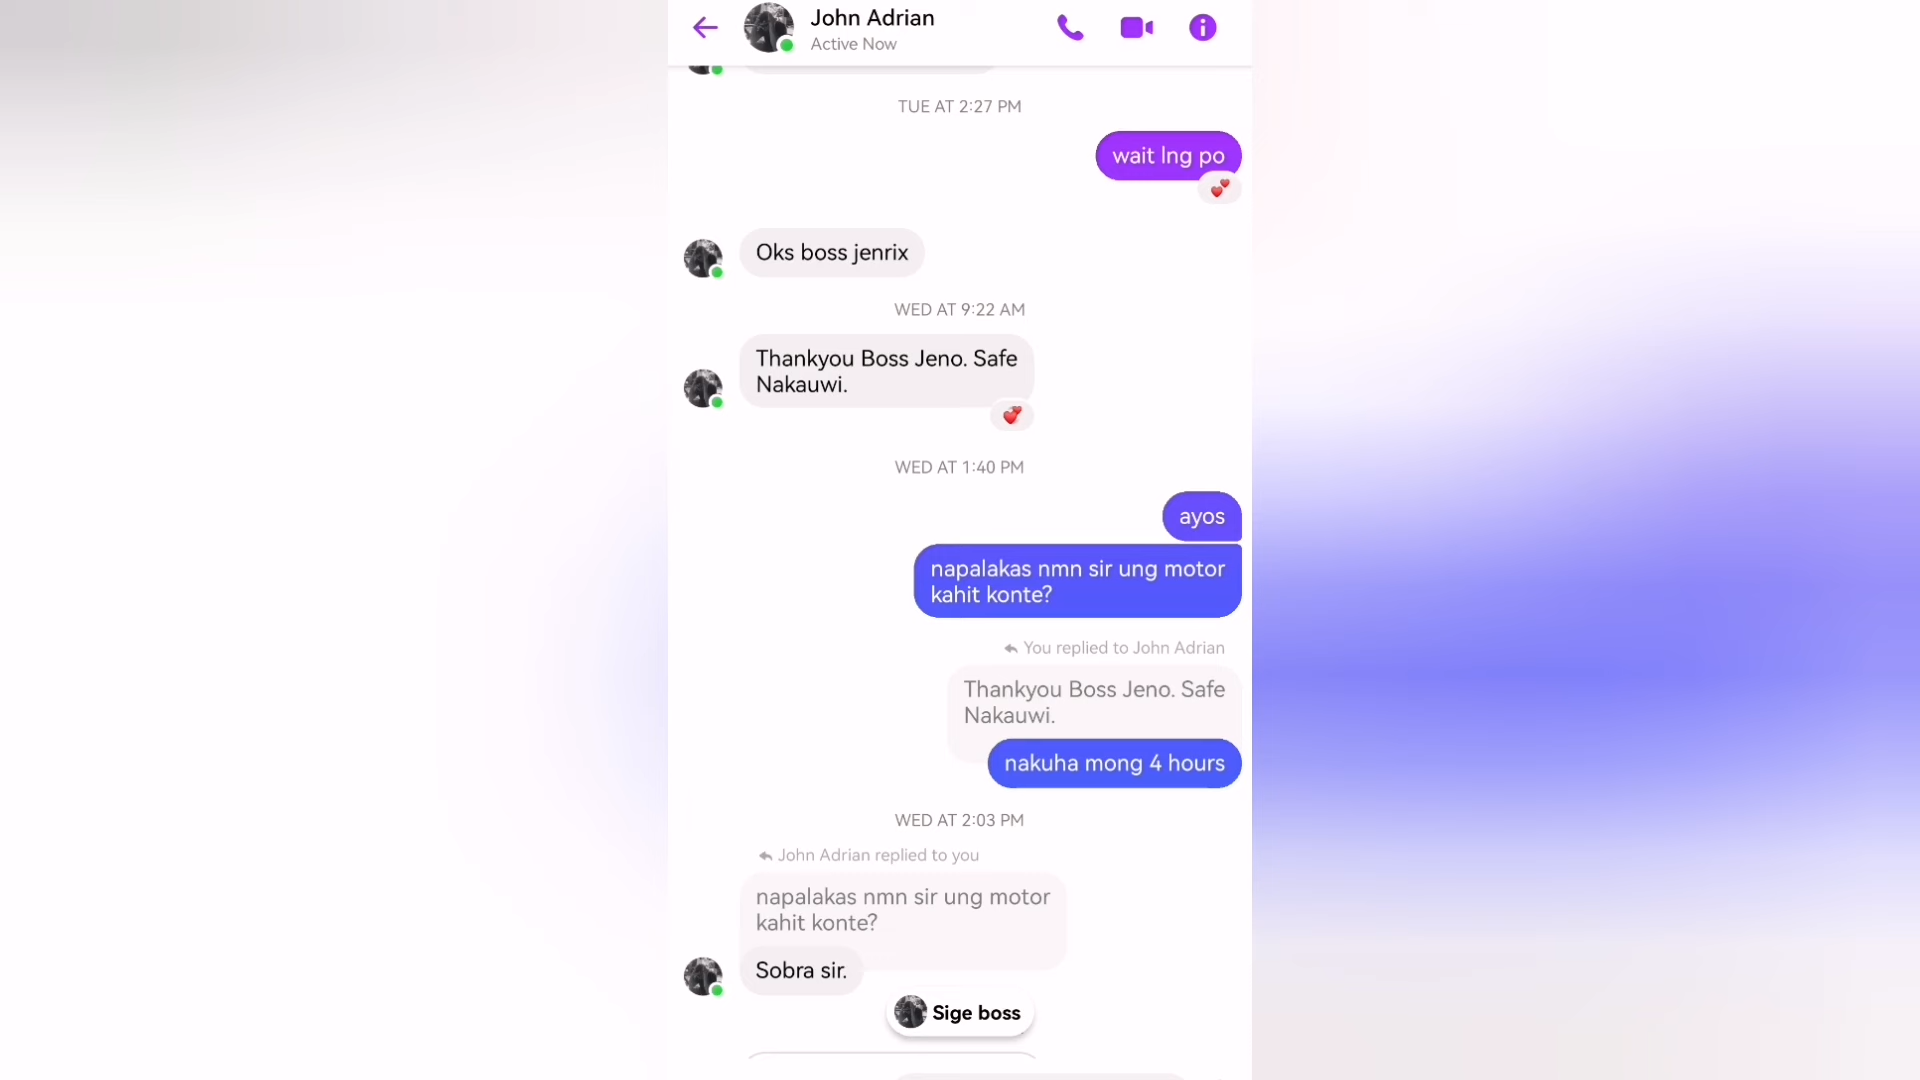 John Adrian
Active Now
TUE AT 2:27 PM
wait lng po
Oks boss jenrix
WED AT 9:22 AM
Thankyou Boss Jeno. Safe
Nakauwi.
WED AT 1:40 PM
ayos
napalakas nmn sir ung motor
kahit konte?
You replied to John Adrian
Thankyou Boss Jeno. Safe
Nakauwi.
nakuha mong 4 hours
WED AT 2:03 PM
John Adrian replied to you
napalakas nmn sir ung motor
kahit konte?
Sobra sir.
Sige boss